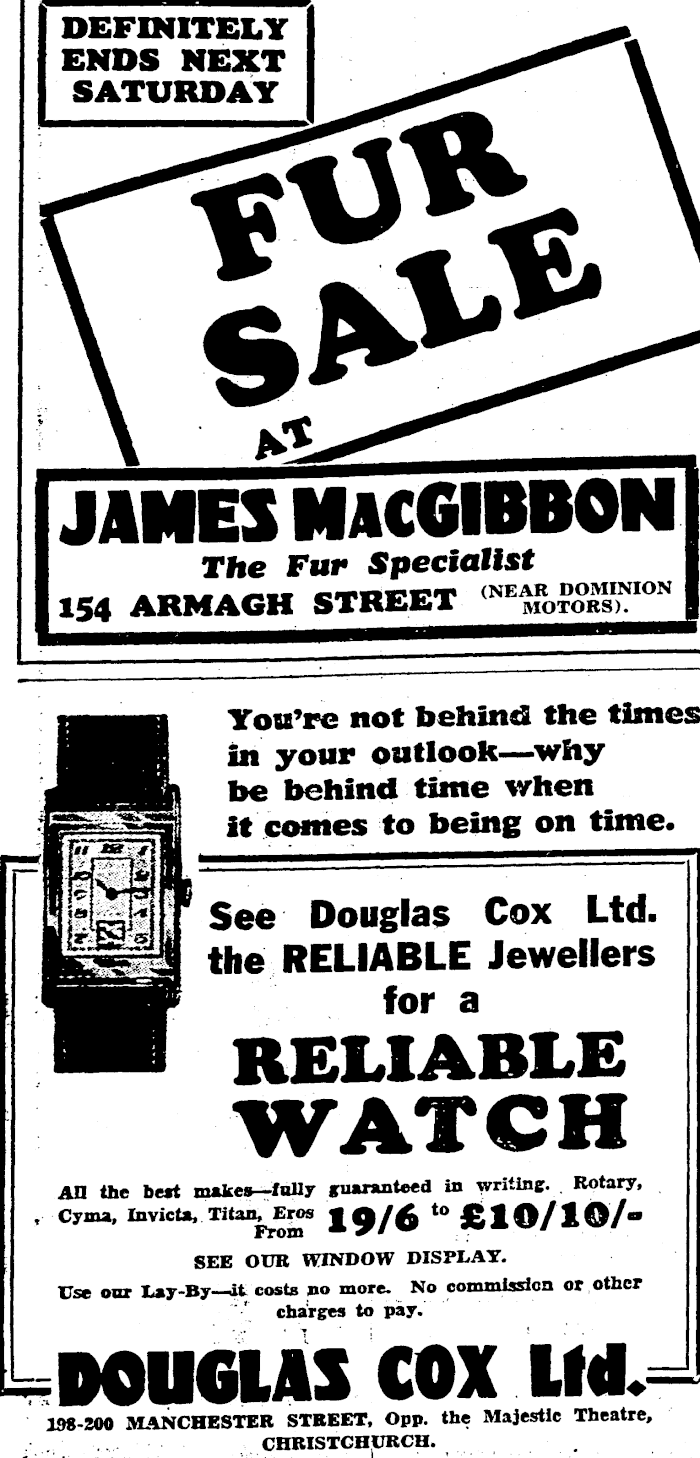 DEFINITELY
ENDS NEXT
SATURDAY
FUR
SALE
AT
JAMES MACGIBBON
The Fur Specialist
154 ARMAGH STREET (NEAR DOMINION
MOTORS).
You're not behind the times
in your outlook—why
be behind time when
it comes to being on time.
See Douglas Cox Ltd.
the RELIABLE Jewellers
for a
RELIABLE
WATCH
All the best makes—fully guaranteed in writing. Rotary,
Cyma, Invicta, Titan, Eros
From 19/6 to £10/10/-
SEE OUR WINDOW DISPLAY.
Use our Lay-By—it costs no more. No commission or other
charges to pay.
DOUGLAS COX Ltd.
198-200 MANCHESTER STREET, Opp. the Majestic Theatre,
CHRISTCHURCH.